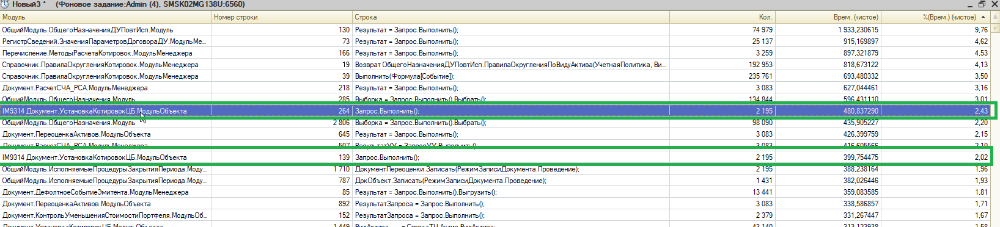 Новый3 * (Фоновое задание:Admin (4), SMSK02MG138U:6560)
Модуль Номер строки Строка Кол. Врем. (чистое) %(Врем.) (чистое)
ОбщийМодуль.ОбщегоНазначенияДУПовтИсп.Модуль 130 Результат = Запрос.Выполнить(); 74 979 1 933,230615 9,76
РегистрСведений.ЗначенияПараметровДоговораДУ.МодульМе... 73 Результат = Запрос.Выполнить(); 25 137 915,169897 4,62
Перечисление.МетодыРасчетаКотировок.МодульМенеджера 166 Результат = Запрос.Выполнить(); 3 259 897,321879 4,53
Справочник.ПравилаОкругленияКотировок.МодульМенеджера 19 Возврат ОбщегоНазначенияДУПовтИсп.ПравилаОкругленияПоВидуАктива(УчетнаяПолитика, Ви... 192 953 818,673122 4,13
Справочник.ПравилаОкругленияКотировок.МодульМенеджера 39 Выполнить(Формула[Событие]); 235 761 693,480332 3,50
Документ.РасчетСЧА_РСА.МодульМенеджера 218 Результат = Запрос.Выполнить(); 3 083 627,044461 3,16
ОбщийМодуль.ОбщегоНазначения.Модуль 285 Выборка = Запрос.Выполнить().Выбрать(); 134 844 596,431110 3,01
IM9314 Документ.УстановкаКотировокЦБ.МодульОбъекта 264 Запрос.Выполнить(); 2 195 480,837290 2,43
ОбщийМодуль.ОбщегоНазначения.Модуль 2 806 Выборка = Запрос.Выполнить().Выбрать(); 98 090 435,905227 2,20
Документ.ПереоценкаАктивов.МодульОбъекта 645 Результат = Запрос.Выполнить(); 3 083 426,399759 2,15
Документ.РасчетСЧА_РСА.МодульМенеджера 507 РезультатУУ = ЗапросУУ.Выполнить(); 3 083 416,605566 2,10
IM9314 Документ.УстановкаКотировокЦБ.МодульОбъекта 139 Запрос.Выполнить(); 2 195 399,754475 2,02
ОбщийМодуль.ИсполняемыеПроцедурыЗакрытияПериода.Моду... 1 710 ДокументПереоценки.Записать(РежимЗаписиДокумента.Проведение); 2 195 388,238164 1,96
ОбщийМодуль.ИсполняемыеПроцедурыЗакрытияПериода.Моду... 787 ДокОбъект.Записать(РежимЗаписиДокумента.Проведение); 1 431 382,026446 1,93
Документ.ДефолтноеСобытиеЭмитента.МодульМенеджера 85 Результат = Запрос.Выполнить().Выгрузить(); 13 441 359,083585 1,81
Документ.ПереоценкаАктивов.МодульОбъекта 892 РезультатЗапроса = Запрос.Выполнить(); 3 083 338,586857 1,71
Документ.КонтрольУменьшенияСтоимостиПортфеля.МодульОб... 152 РезультатЗапроса = Запрос.Выполнить(); 2 379 331,267447 1,67
Документ.УстановкаКотировокЦБ.МодульОбъекта 1 449 ВидАктива = СтрокаТЧ.Актив.ВидАктива; 43 140 313,123938 1,58